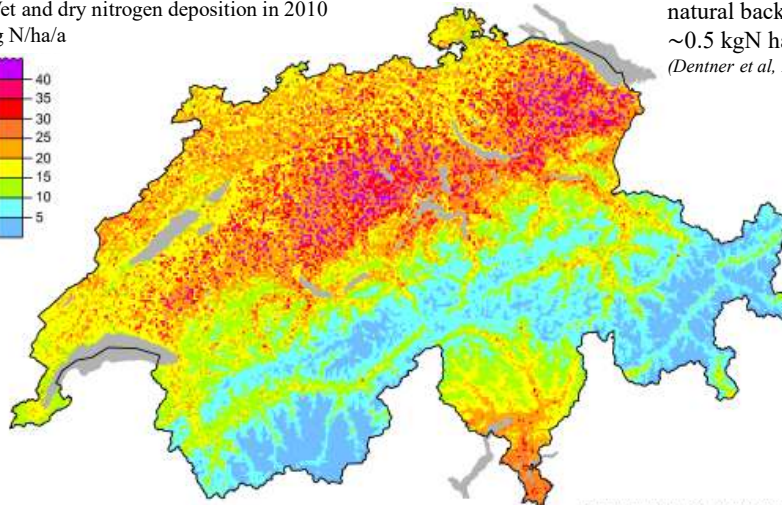 et and dry nitrogen deposition in 2010
g N/ha/a
natural back
~0.5 kgN ha
(Dentner et al,
40
35
30
25
20
15
10
5